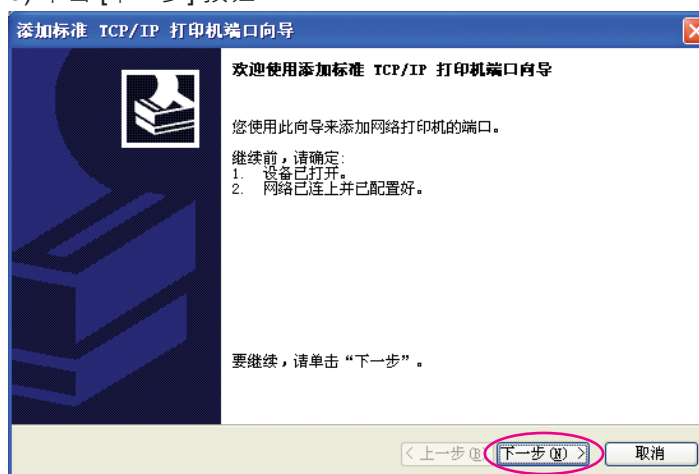 添加标准 TCP/IP 打印机端口向导
欢迎使用添加标准 TCP/IP 打印机端口向导
您使用此向导来添加网络打印机的端口。
继续前，请确定:
1. 设备已打开。
2. 网络已连上并已配置好。
要继续，请单击“下一步”。
< 上一步(B 下一步(N) > 取消